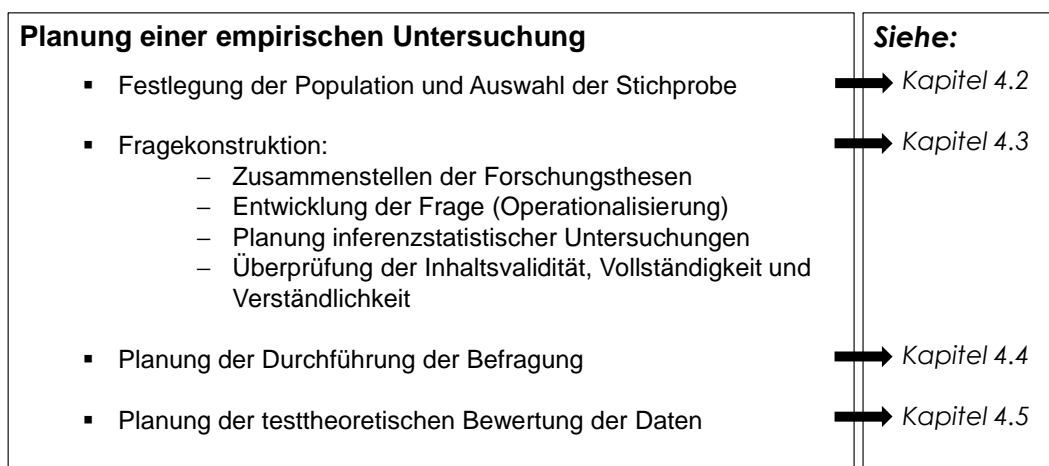 Planung einer empirischen Untersuchung
Siehe:
▪ Festlegung der Population und Auswahl der Stichprobe
Kapitel 4.2
▪ Fragekonstruktion:
Kapitel 4.3
– Zusammenstellen der Forschungsthesen
– Entwicklung der Frage (Operationalisierung)
– Planung inferenzstatistischer Untersuchungen
– Überprüfung der Inhaltsvalidität, Vollständigkeit und
Verständlichkeit
▪ Planung der Durchführung der Befragung
Kapitel 4.4
▪ Planung der testtheoretischen Bewertung der Daten
Kapitel 4.5